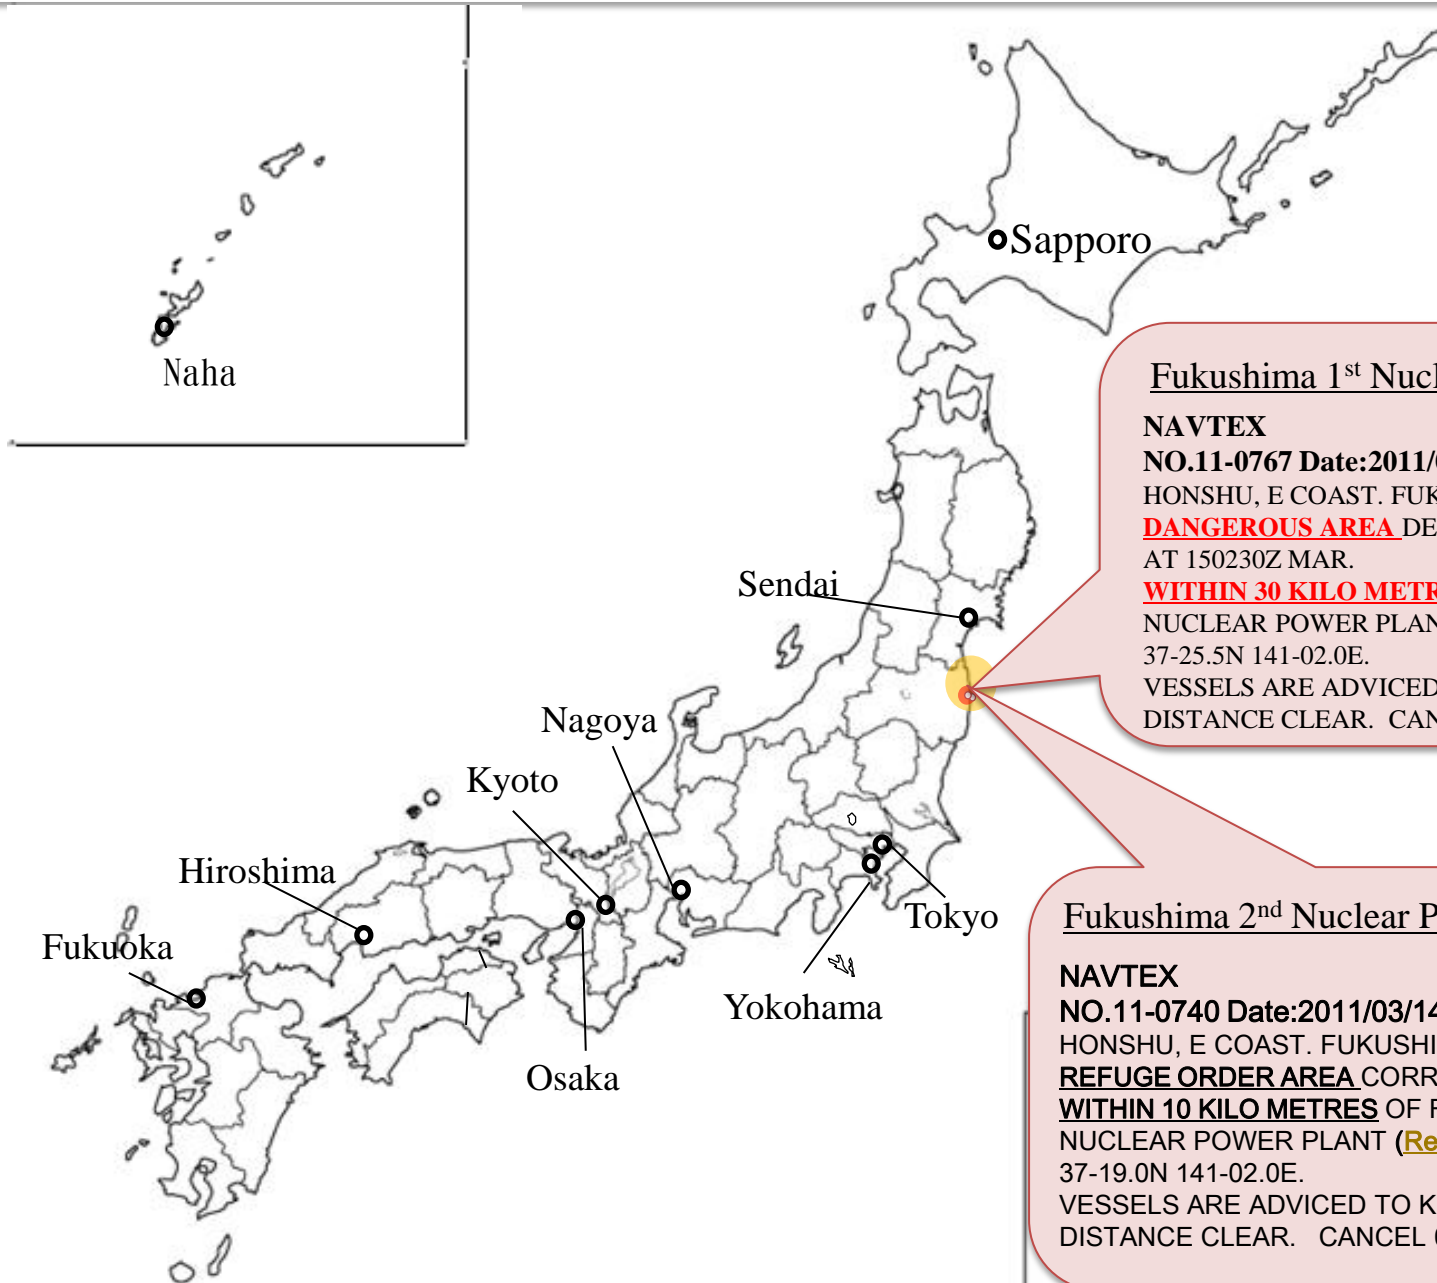 Sapporo
Naha
Fukushima 1st Nucl
NAVTEX
NO.11-0767 Date:2011/
HONSHU, E COAST. FUK
DANGEROUS AREA DE
AT 150230Z MAR.
WITHIN 30 KILO METR
NUCLEAR POWER PLAN
37-25.5N 141-02.0E.
VESSELS ARE ADVICED
DISTANCE CLEAR. CAN
Sendai
Nagoya
Kyoto
Hiroshima
Tokyo
Fukuoka
Yokohama
Osaka
Fukushima 2nd Nuclear P
NAVTEX
NO.11-0740 Date:2011/03/14
HONSHU, E COAST. FUKUSHI
REFUGE ORDER AREA CORR
WITHIN 10 KILO METRES OF F
NUCLEAR POWER PLANT (Re
37-19.0N 141-02.0E.
VESSELS ARE ADVICED TO K
DISTANCE CLEAR. CANCEL